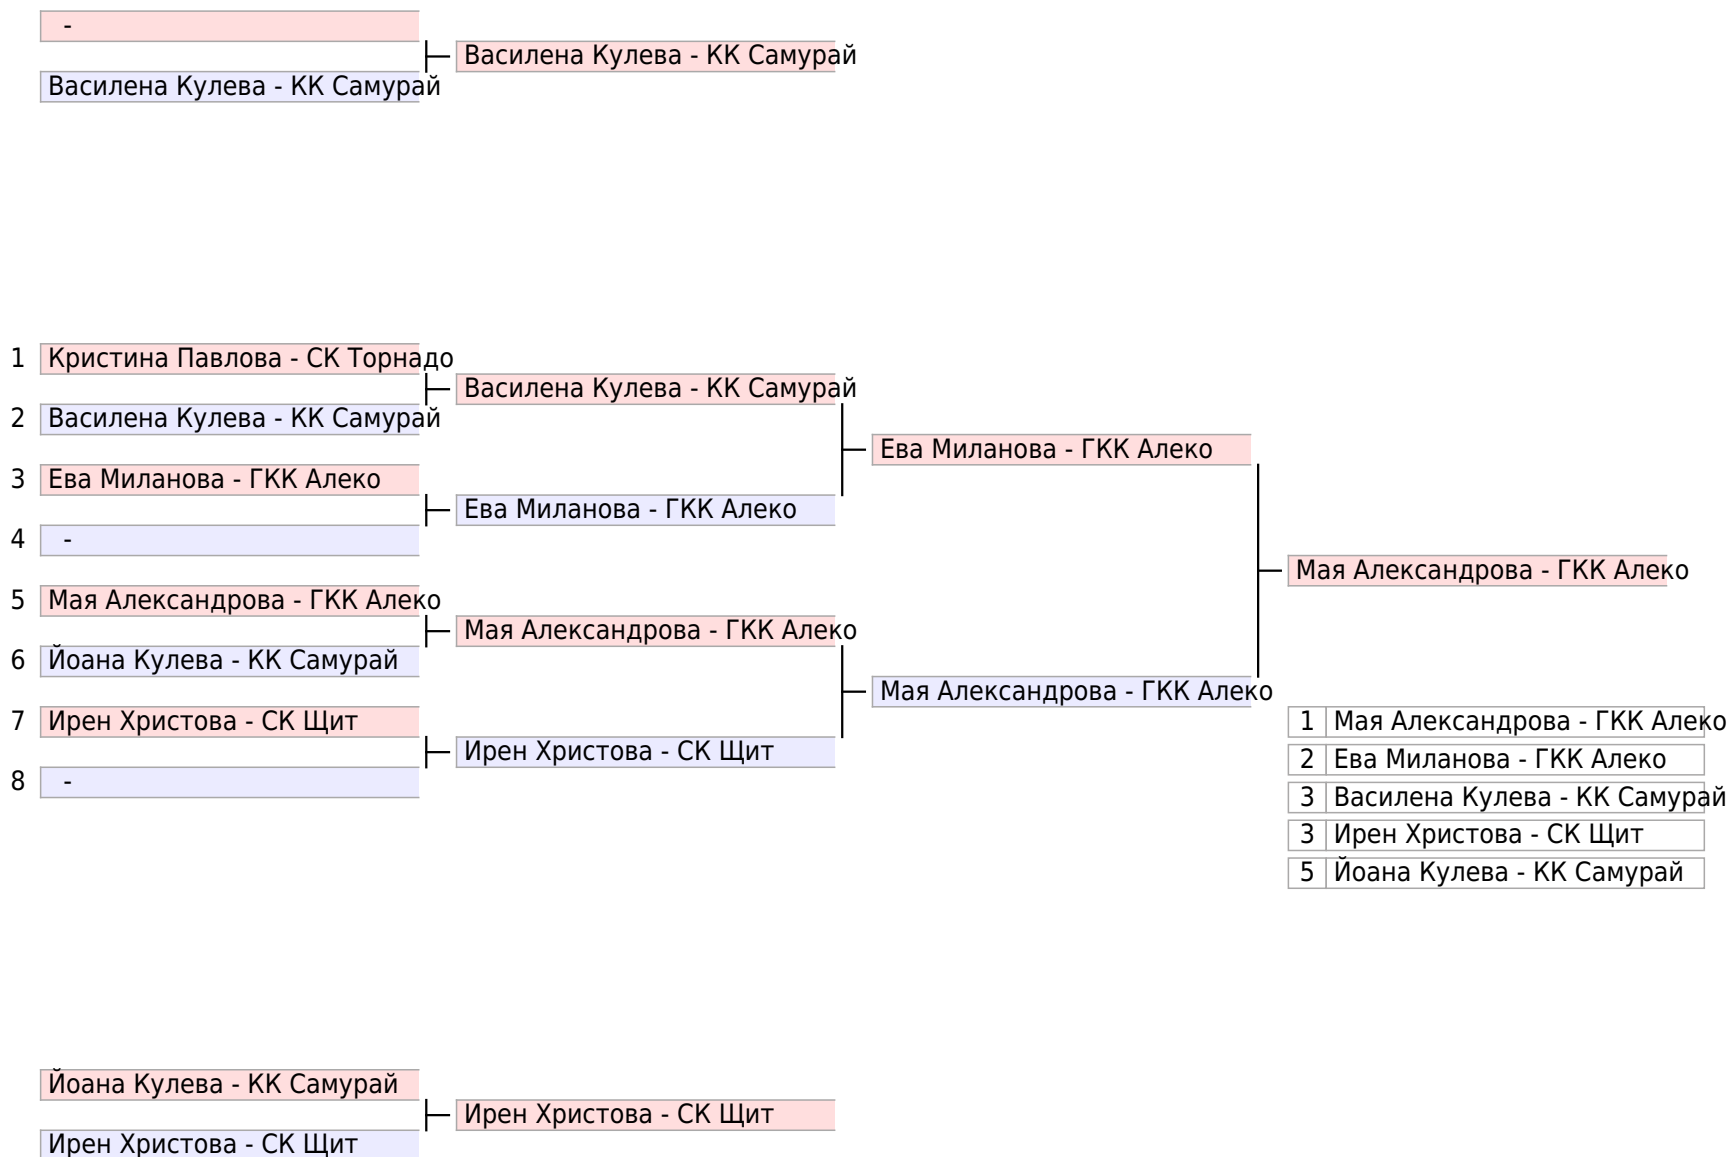 -
Василена Кулева - КК Самурай
Василена Кулева - КК Самурай
1 Кристина Павлова - СК Торнадо
Василена Кулева - КК Самурай
2 Василена Кулева - КК Самурай
Ева Миланова - ГКК Алеко
3 Ева Миланова - ГКК Алеко
Ева Миланова - ГКК Алеко
4 -
Мая Александрова - ГКК Алеко
5 Мая Александрова - ГКК Алеко
Мая Александрова - ГКК Алеко
6 Йоана Кулева - КК Самурай
Мая Александрова - ГКК Алеко
7 Ирен Христова - СК Щит
Ирен Христова - СК Щит
8 -
1 Мая Александрова - ГКК Алеко
2 Ева Миланова - ГКК Алеко
3 Василена Кулева - КК Самурай
3 Ирен Христова - СК Щит
5 Йоана Кулева - КК Самурай
Йоана Кулева - КК Самурай
Ирен Христова - СК Щит
Ирен Христова - СК Щит